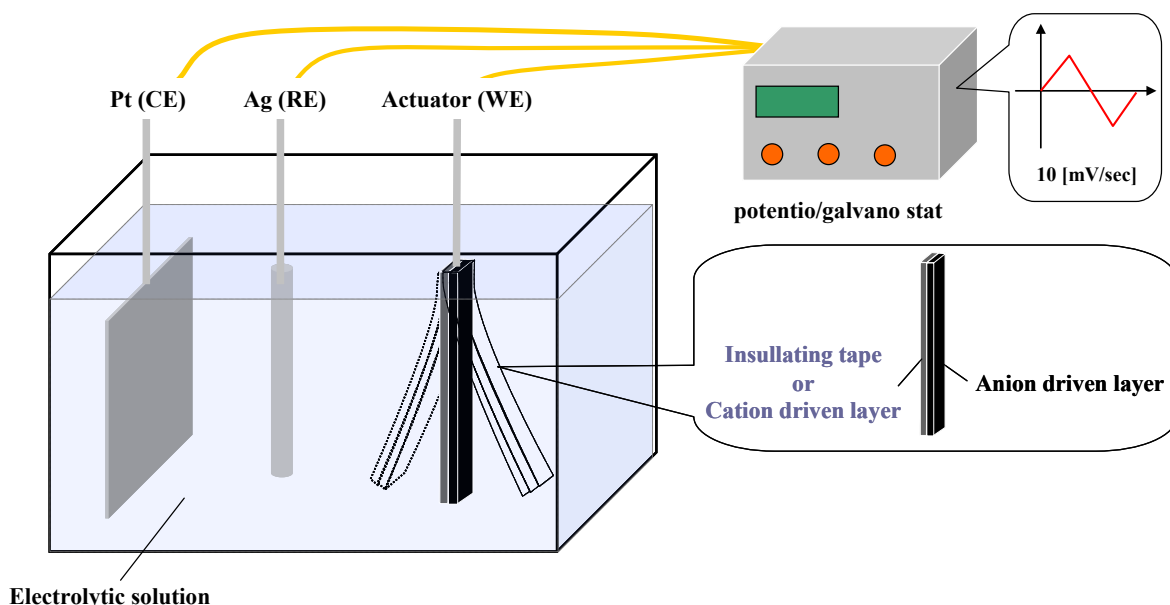 Pt (CE)
Ag (RE)
Actuator (WE)
10 [mV/sec]
potentio/galvano stat
Insullating tape
or
Cation driven layer
Anion driven layer
Electrolytic solution